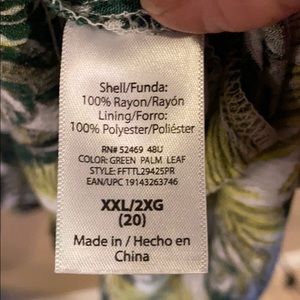 Shell/Funda:
100% Rayon/Rayón
Lining/Forro:
100% Polyester/Poliéster
RN# 52469 48U
COLOR: GREEN PALM LEAF
STYLE: FFTTL29425PR
EAN/UPC 19143263746
XXL/2XG
(20)
Made in / Hecho en
China